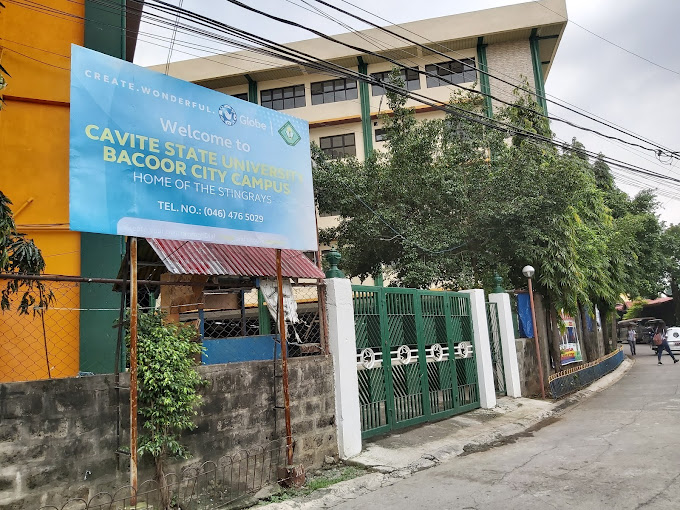 CREATE.WONDERFUL.
Globe
Welcome to
CAVITE STATE UNIVERSITY
BACOOR CITY CAMPUS
HOME OF THE STINGRAYS
TEL. NO.: (046) 476 5029